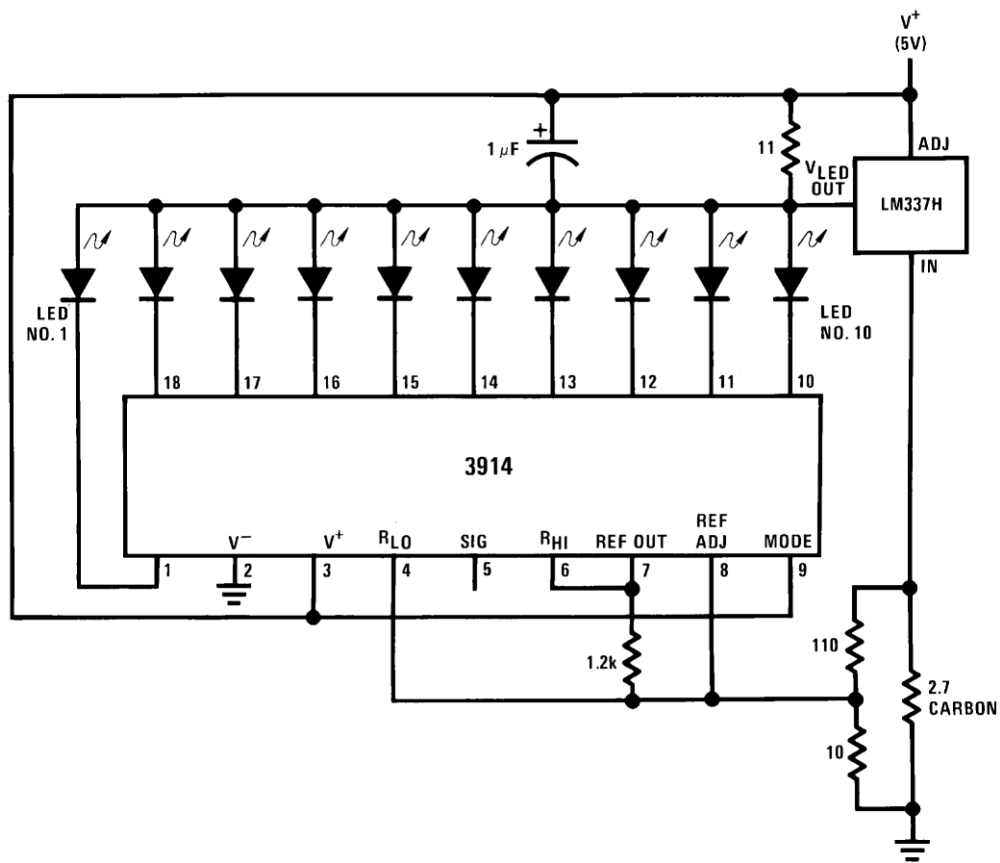 V+
(5V)
ADJ
1 μF
+
11
VLED
OUT
LM337H
IN
LED
NO. 1
LED
NO. 10
18
17
16
15
14
13
12
11
10
3914
V−
V+
RLO
SIG
RHI
REF OUT
REF
ADJ
MODE
1
2
3
4
5
6
7
8
9
1.2k
110
2.7
CARBON
10